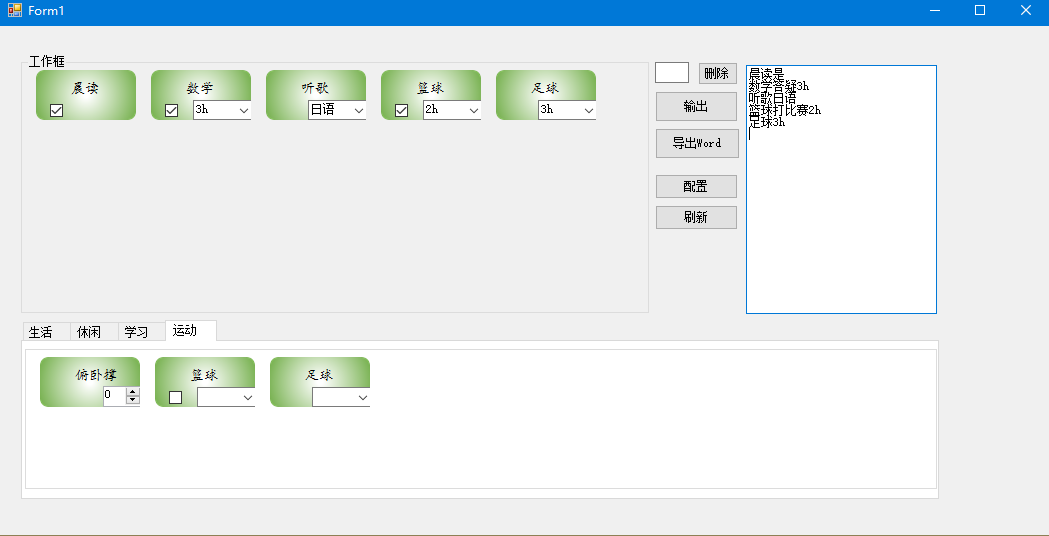 Form1
工作框
晨读 数学 听歌 篮球 足球
3h 日语 2h 3h
删除
输出
导出Word
配置
刷新
晨读是
数学答疑3h
听歌日语
篮球打比赛2h
足球3h
生活 休闲 学习 运动
俯卧撑 篮球 足球
0